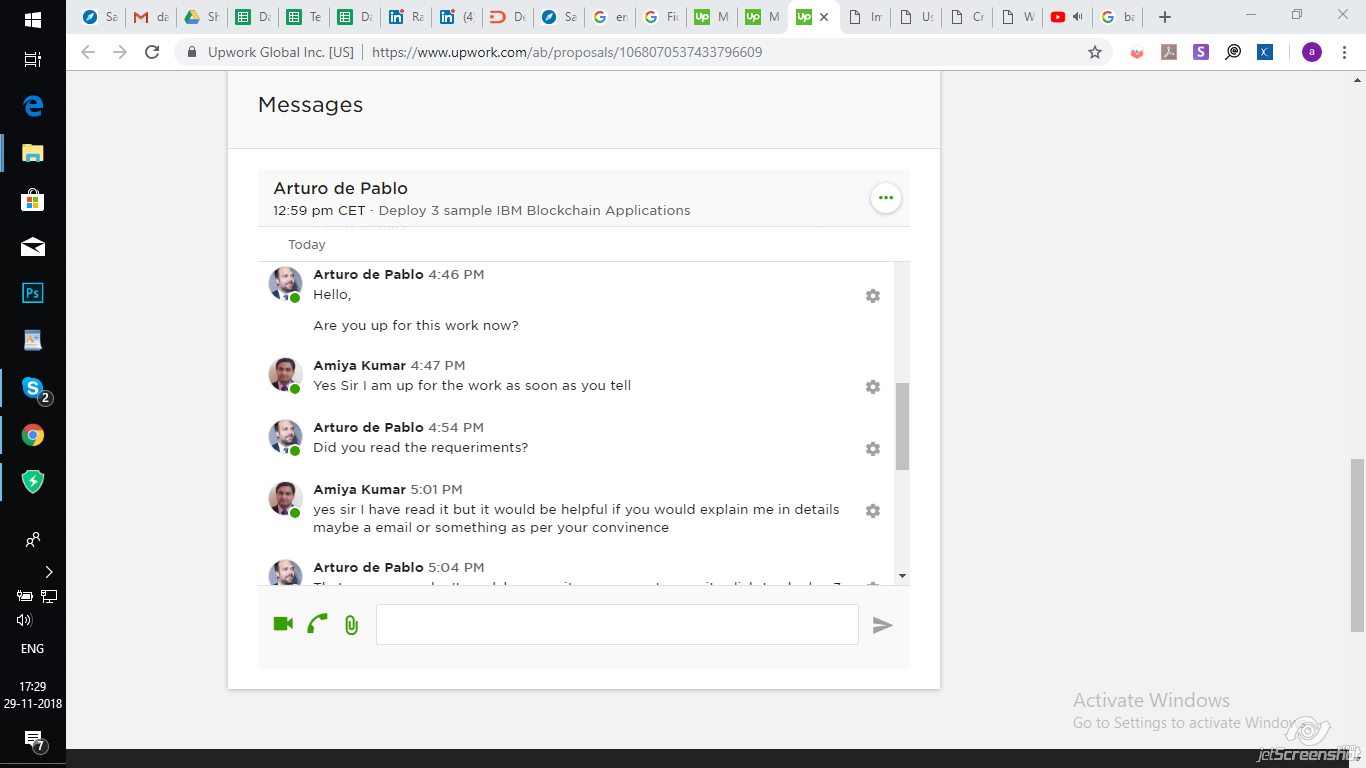 Sa
M
da
Sh
Da
Te
Da
Ra
(4)
De
Sa
G
en
G
Fic
Up
M
Up
M
Up
Im
Us
Cr
W
G
ba
Upwork Global Inc. [US]
https://www.upwork.com/ab/proposals/1068070537433796609
S
a
Messages
Arturo de Pablo
12:59 pm CET · Deploy 3 sample IBM Blockchain Applications
Today
Arturo de Pablo 4:46 PM
Hello,
Are you up for this work now?
Amiya Kumar 4:47 PM
Yes Sir I am up for the work as soon as you tell
Arturo de Pablo 4:54 PM
Did you read the requeriments?
Amiya Kumar 5:01 PM
yes sir I have read it but it would be helpful if you would explain me in details
maybe a email or something as per your convinence
Arturo de Pablo 5:04 PM
Ps
S
2
ENG
17:29
29-11-2018
7
Activate Windows
Go to Settings to activate Windows.
jetScreenshot